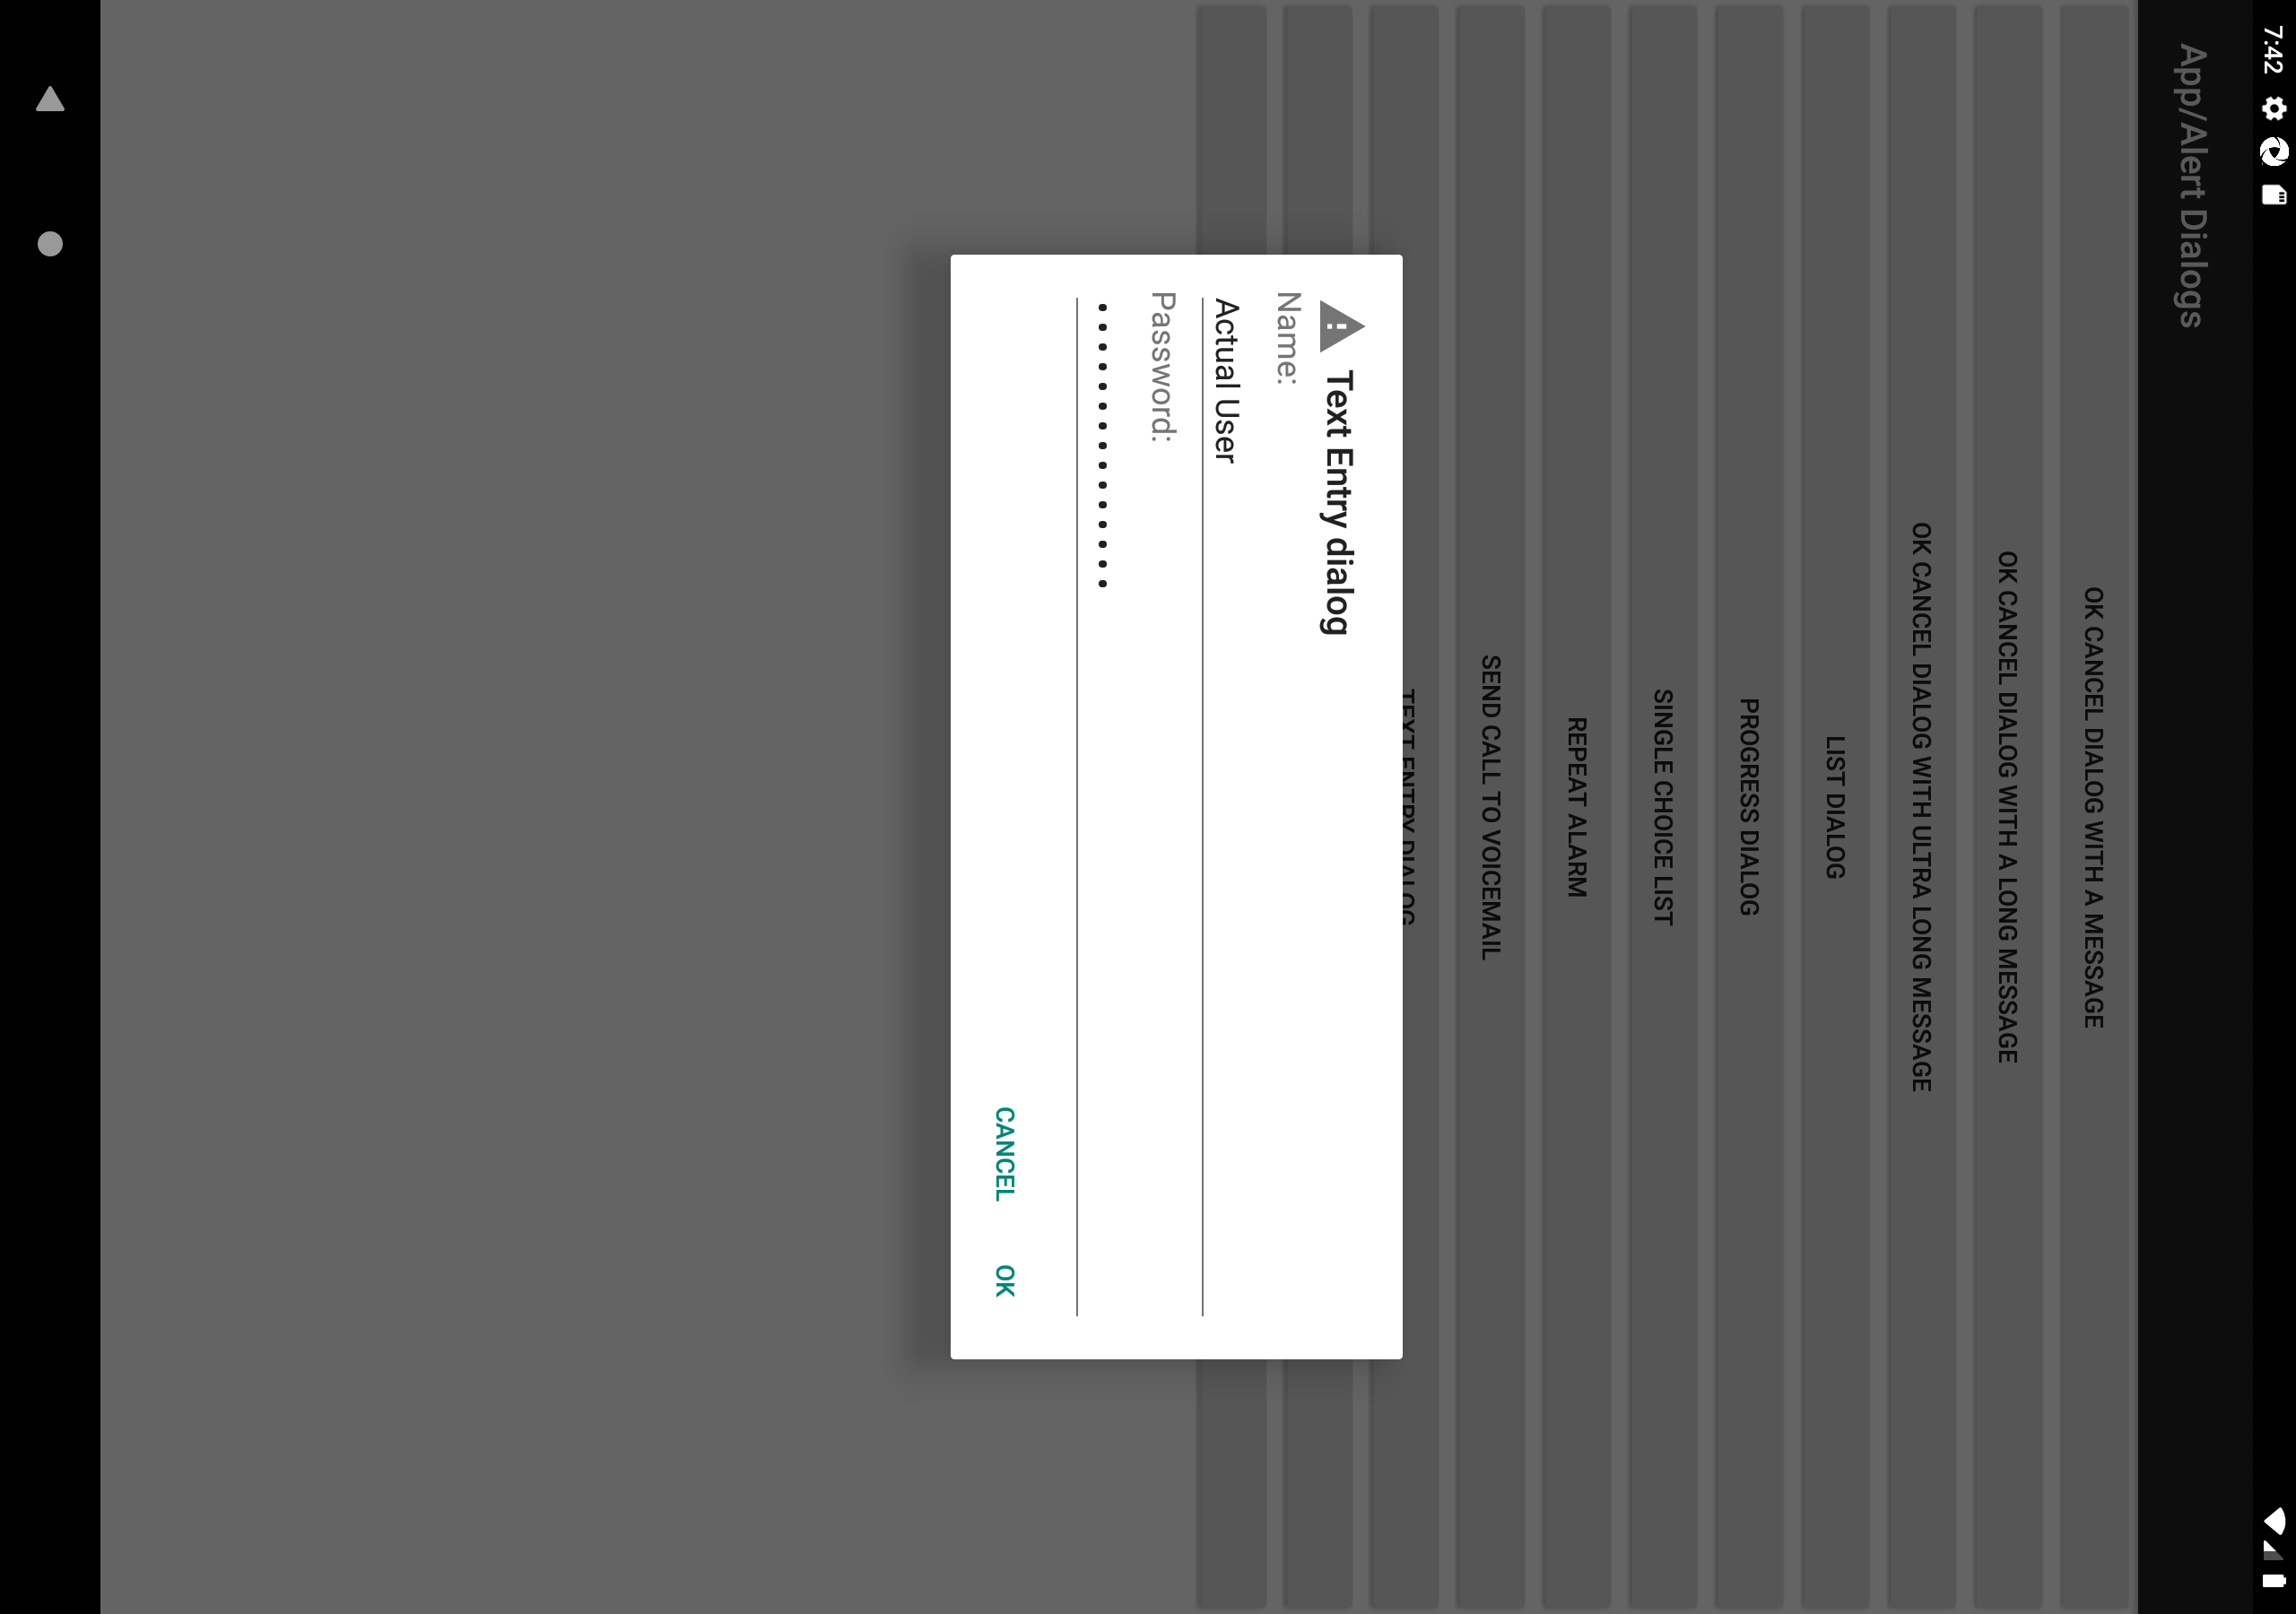 7:42
App/Alert Dialogs
OK CANCEL DIALOG WITH A MESSAGE
OK CANCEL DIALOG WITH A LONG MESSAGE
OK CANCEL DIALOG WITH ULTRA LONG MESSAGE
LIST DIALOG
PROGRESS DIALOG
SINGLE CHOICE LIST
REPEAT ALARM
SEND CALL TO VOICEMAIL
TEXT ENTRY DIALOG
Text Entry dialog
Name:
Actual User
Password:
•••••••••••••••
CANCEL OK